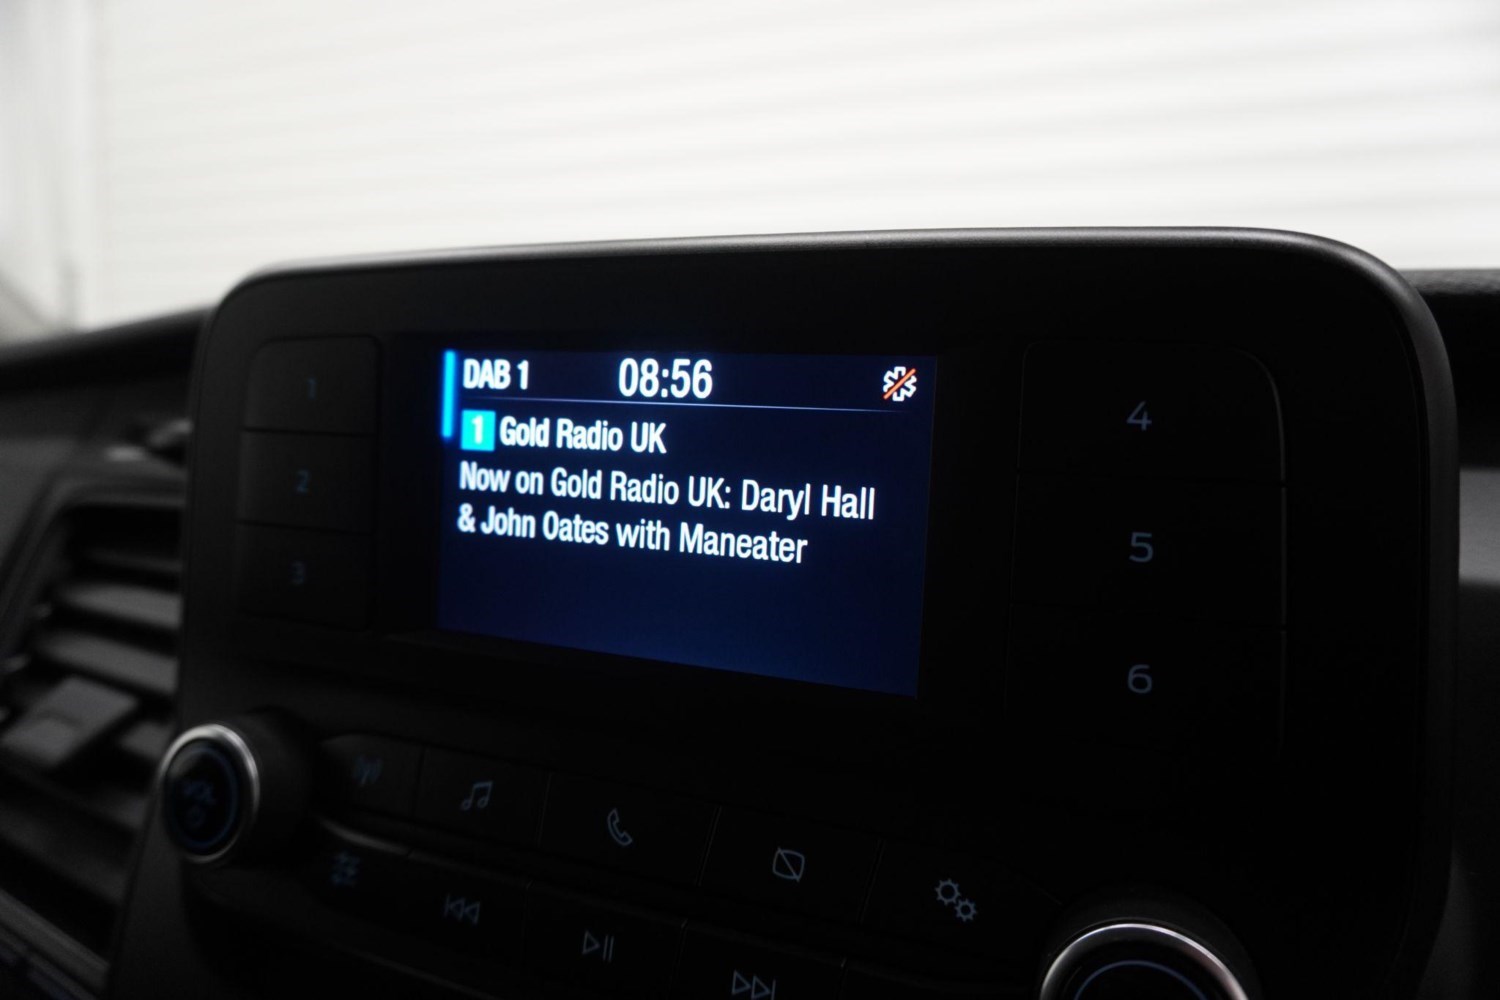 DAB 1 08:56
1 Gold Radio UK
Now on Gold Radio UK: Daryl Hall
& John Oates with Maneater
1
2
3
4
5
6
VOL